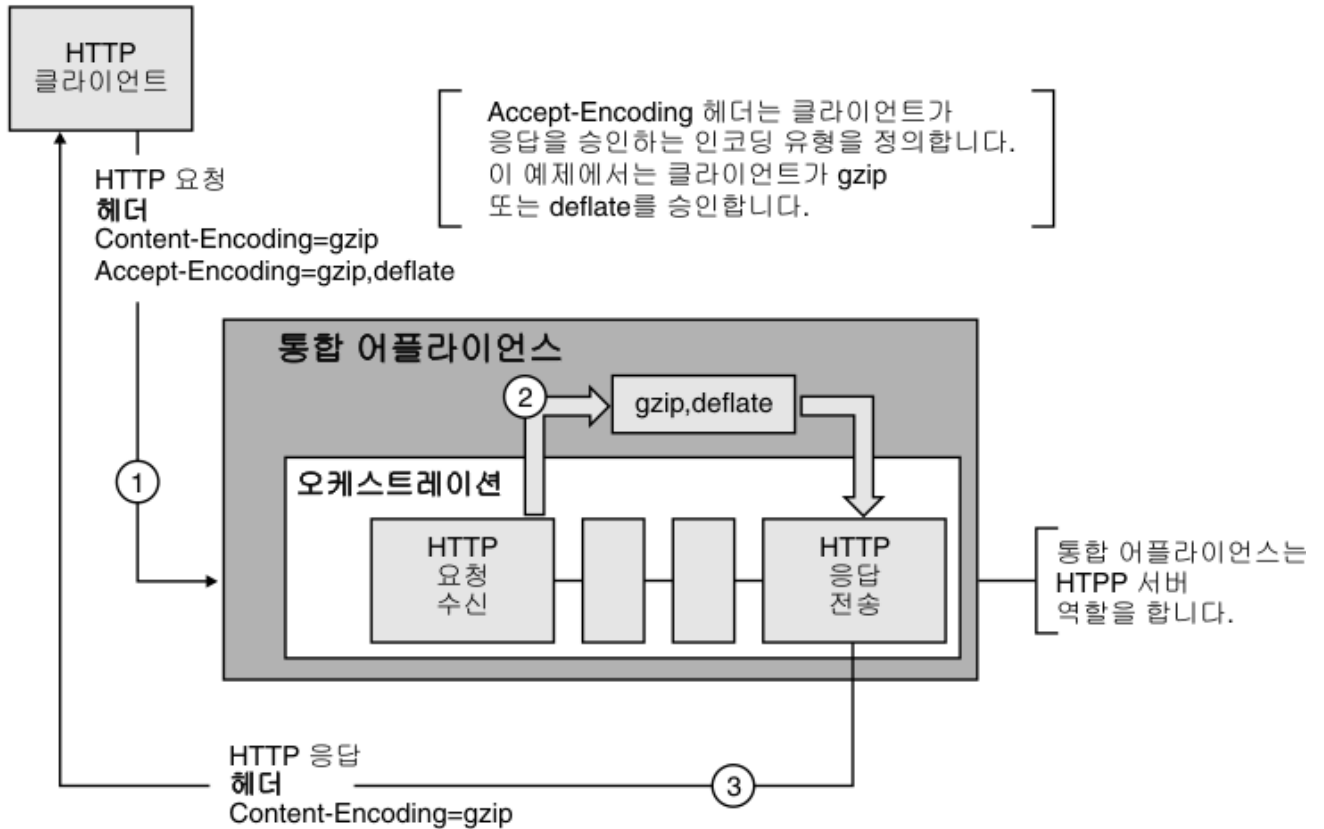 HTTP
클라이언트
Accept-Encoding 헤더는 클라이언트가
응답을 승인하는 인코딩 유형을 정의합니다.
이 예제에서는 클라이언트가 gzip
또는 deflate를 승인합니다.
HTTP 요청
헤더
Content-Encoding=gzip
Accept-Encoding=gzip,deflate
통합 어플라이언스
2
gzip,deflate
1
오케스트레이션
HTTP
요청
수신
HTTP
응답
전송
통합 어플라이언스는
HTPP 서버
역할을 합니다.
HTTP 응답
헤더
Content-Encoding=gzip
3